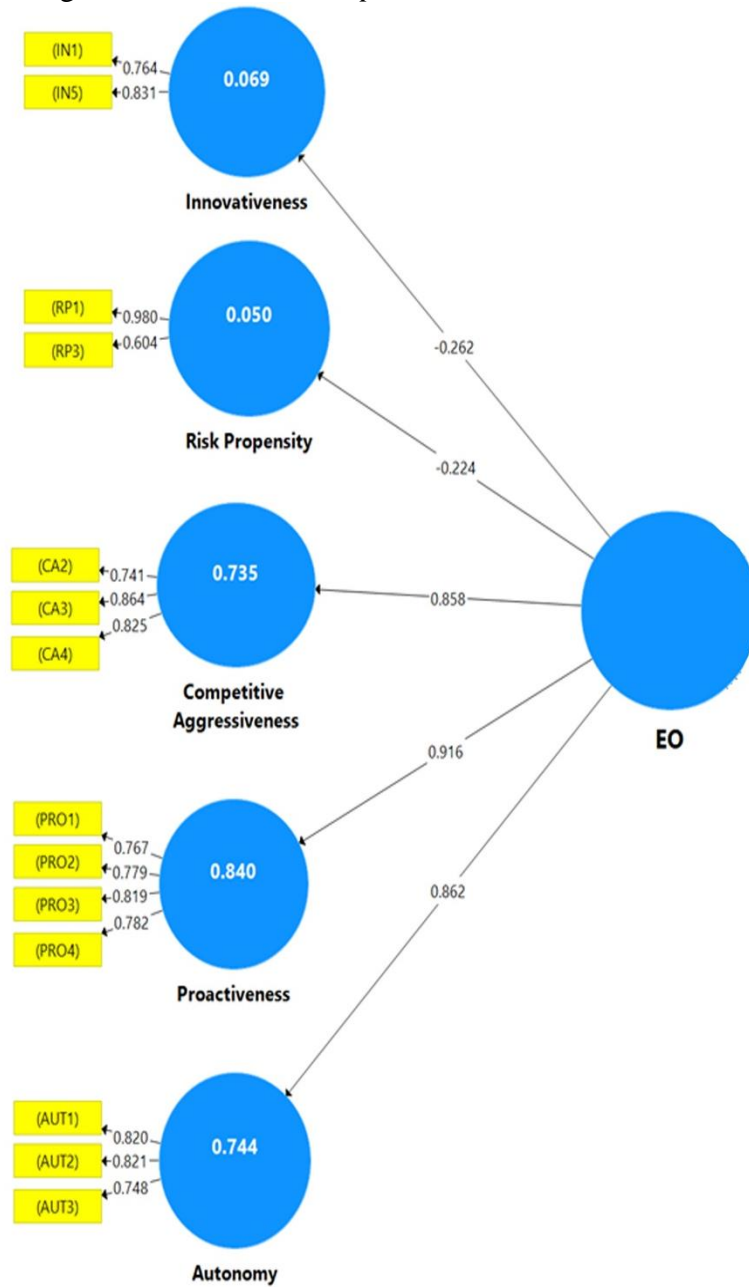 (IN1)
0.764
(IN5)
0.831
0.069
Innovativeness
-0.262
(RP1)
0.980
(RP3)
0.604
0.050
Risk Propensity
-0.224
(CA2)
0.741
(CA3)
0.864
(CA4)
0.825
0.735
Competitive
Aggressiveness
0.858
EO
0.916
(PRO1)
0.767
(PRO2)
0.779
(PRO3)
0.819
(PRO4)
0.782
0.840
Proactiveness
0.862
(AUT1)
0.820
(AUT2)
0.821
(AUT3)
0.748
0.744
Autonomy